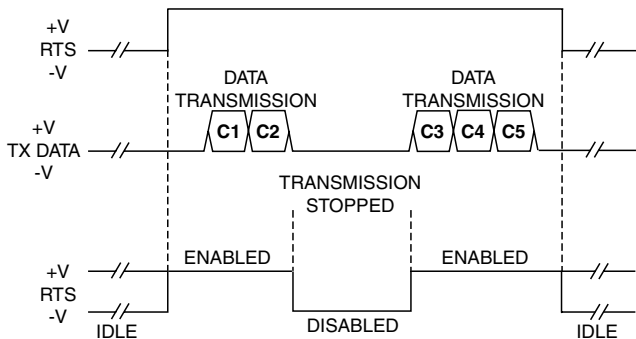 +V
RTS
-V
DATA
TRANSMISSION
DATA
TRANSMISSION
+V
TX DATA
-V
C1 C2
C3 C4 C5
TRANSMISSION
STOPPED
ENABLED
ENABLED
+V
RTS
-V
IDLE
DISABLED
IDLE